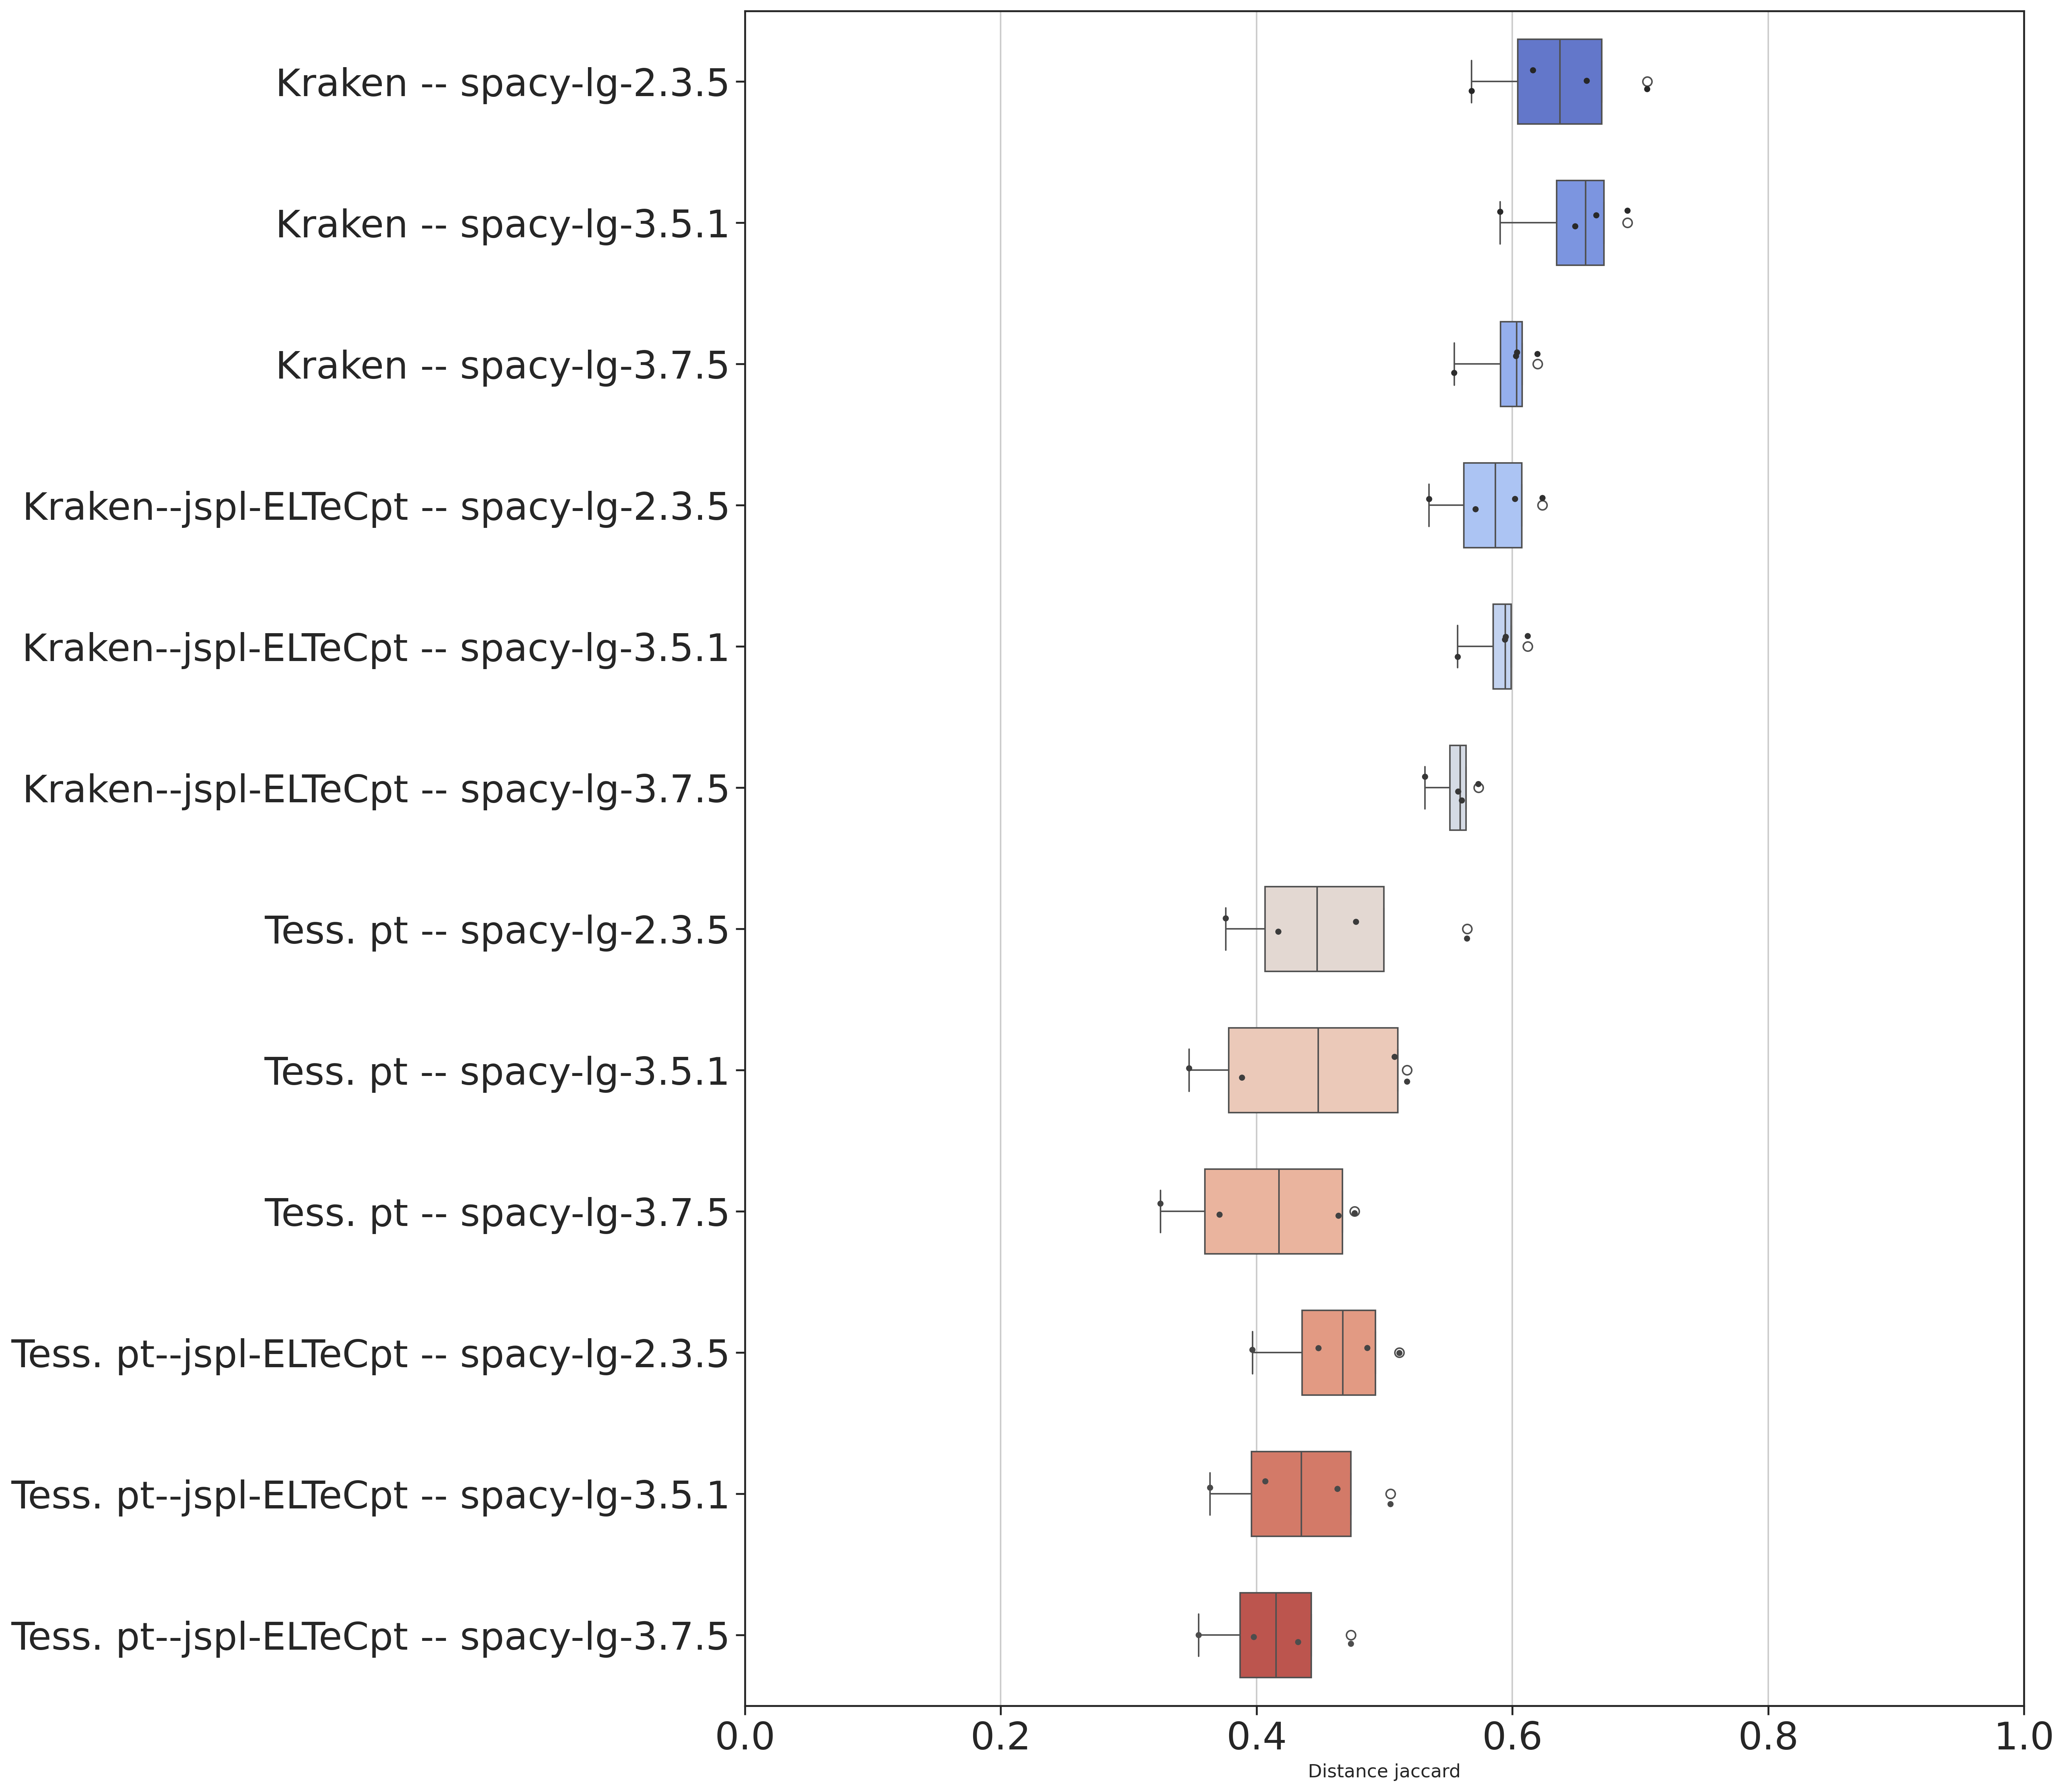 Kraken -- spacy-lg-2.3.5
Kraken -- spacy-lg-3.5.1
Kraken -- spacy-lg-3.7.5
Kraken--jspl-ELTeCpt -- spacy-lg-2.3.5
Kraken--jspl-ELTeCpt -- spacy-lg-3.5.1
Kraken--jspl-ELTeCpt -- spacy-lg-3.7.5
Tess. pt -- spacy-lg-2.3.5
Tess. pt -- spacy-lg-3.5.1
Tess. pt -- spacy-lg-3.7.5
Tess. pt--jspl-ELTeCpt -- spacy-lg-2.3.5
Tess. pt--jspl-ELTeCpt -- spacy-lg-3.5.1
Tess. pt--jspl-ELTeCpt -- spacy-lg-3.7.5
0.0 0.2 0.4 0.6 0.8 1.0
Distance jaccard